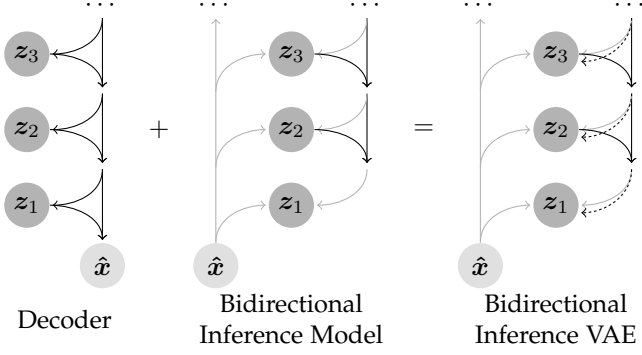 ... ... ... ... ...
z₃ z₃ z₃
z₂ + z₂ = z₂
z₁ z₁ z₁
x̂ x̂ x̂
Decoder
Bidirectional
Inference Model
Bidirectional
Inference VAE